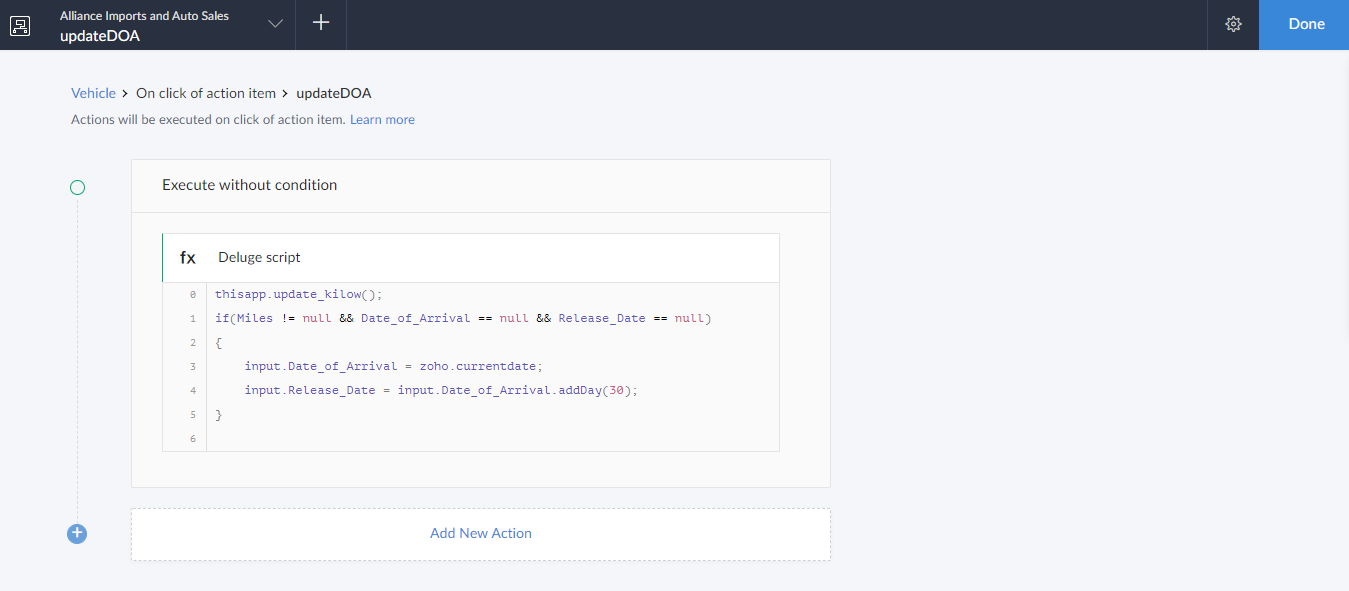 Alliance Imports and Auto Sales
updateDOA
Done
Vehicle > On click of action item > updateDOA
Actions will be executed on click of action item. Learn more
Execute without condition
fx Deluge script
0 thisapp.update_kilow();
1 if(Miles != null && Date_of_Arrival == null && Release_Date == null)
2 {
3 input.Date_of_Arrival = zoho.currentdate;
4 input.Release_Date = input.Date_of_Arrival.addDay(30);
5 }
6
Add New Action